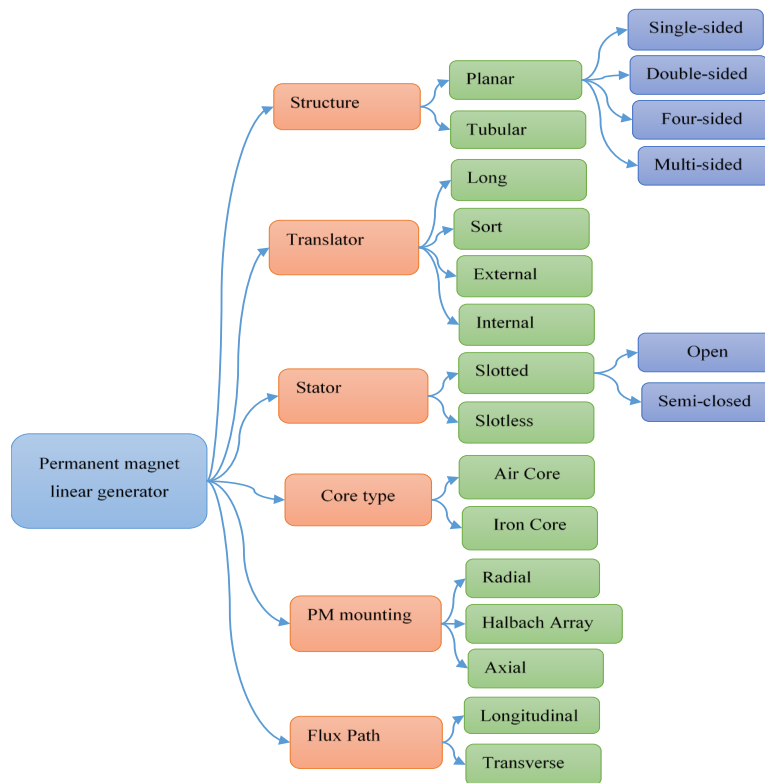 Single-sided
Planar
Double-sided
Structure
Four-sided
Tubular
Multi-sided
Long
Translator
Sort
External
Internal
Open
Slotted
Stator
Semi-closed
Slotless
Permanent magnet
linear generator
Air Core
Core type
Iron Core
Radial
PM mounting
Halbach Array
Axial
Longitudinal
Flux Path
Transverse